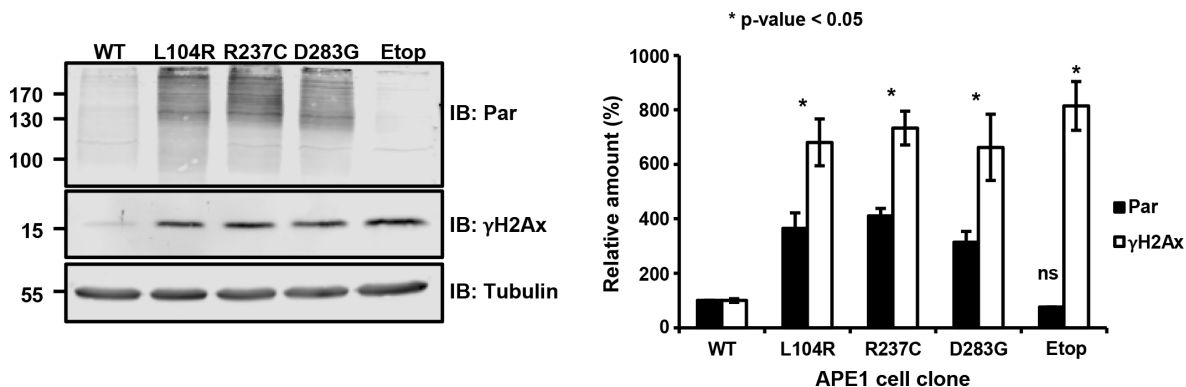 WT L104R R237C D283G Etop
170
130
100
IB: Par
15
IB: γH2Ax
55
IB: Tubulin
* p-value < 0.05
Relative amount (%)
1000
800
600
400
200
0
* * * *
ns
WT L104R R237C D283G Etop
APE1 cell clone
Par
γH2Ax